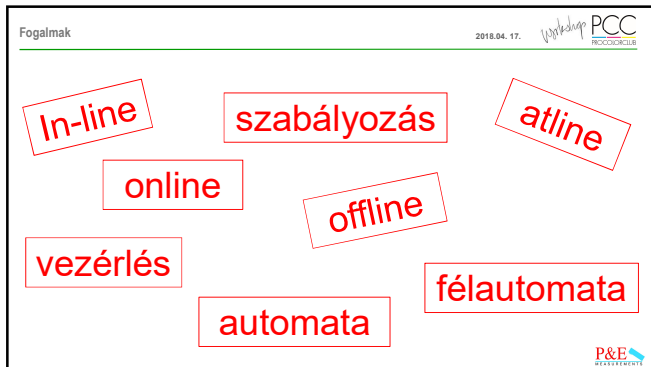 Fogalmak
2018.04. 17.
workshop PCC
PROCOLORCLUB
In-line
szabályozás
atline
online
offline
vezérlés
félautomata
automata
P&E
MEASUREMENTS